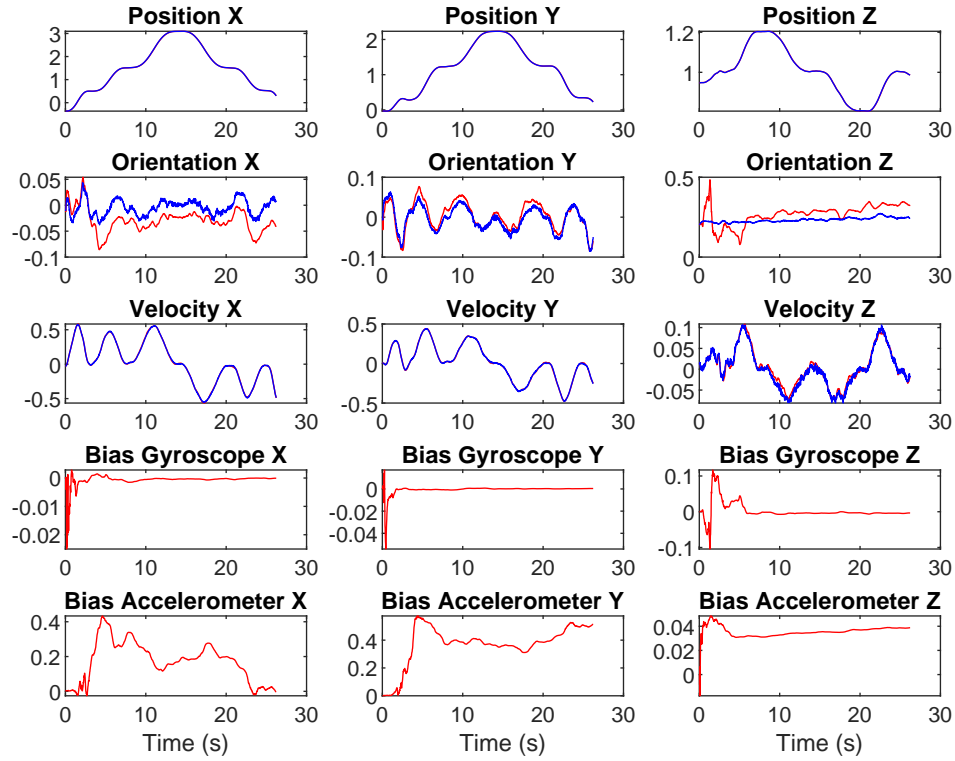 Position X
Position Y
Position Z
3
2
1
0
0 10 20 30
2
1
0
0 10 20 30
1.2
1
0 10 20 30
Orientation X
Orientation Y
Orientation Z
0.05
0
-0.05
-0.1
0 10 20 30
0.1
0
-0.1
0 10 20 30
0.5
0
0 10 20 30
Velocity X
Velocity Y
Velocity Z
0.5
0
-0.5
0 10 20 30
0.5
0
-0.5
0 10 20 30
0.1
0.05
0
-0.05
0 10 20 30
Bias Gyroscope X
Bias Gyroscope Y
Bias Gyroscope Z
0
-0.01
-0.02
0 10 20 30
0
-0.02
-0.04
0 10 20 30
0.1
0
-0.1
0 10 20 30
Bias Accelerometer X
Bias Accelerometer Y
Bias Accelerometer Z
0.4
0.2
0
0 10 20 30
0.4
0.2
0
0 10 20 30
0.04
0.02
0
0 10 20 30
Time (s)
Time (s)
Time (s)